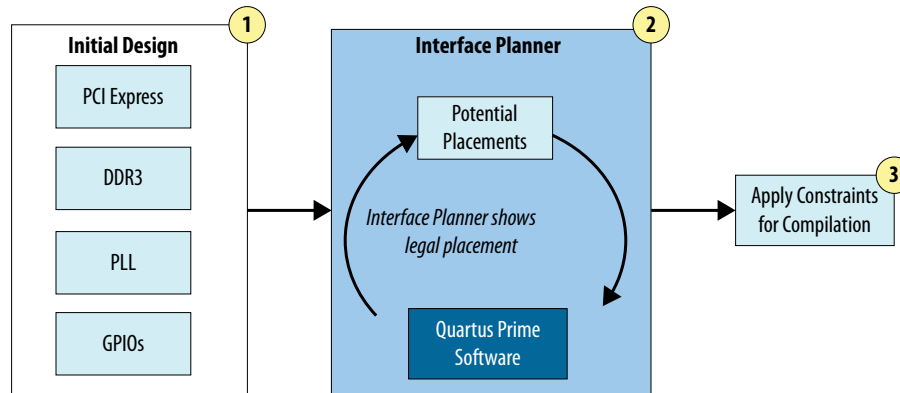 1
Initial Design
PCI Express
DDR3
PLL
GPIOs
2
Interface Planner
Potential
Placements
Interface Planner shows
legal placement
Quartus Prime
Software
3
Apply Constraints
for Compilation